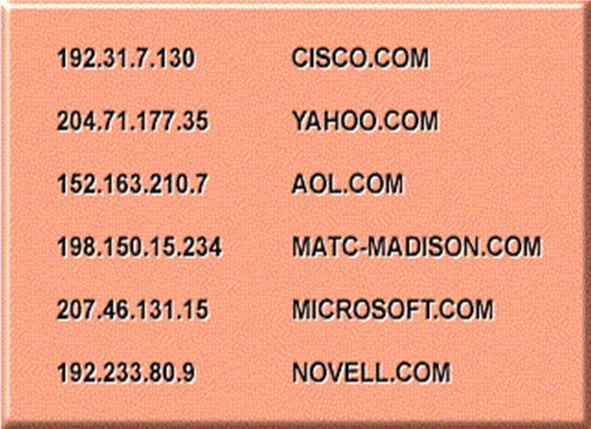 192.31.7.130 CISCO.COM
204.71.177.35 YAHOO.COM
152.163.210.7 AOL.COM
198.150.15.234 MATC-MADISON.COM
207.46.131.15 MICROSOFT.COM
192.233.80.9 NOVELL.COM